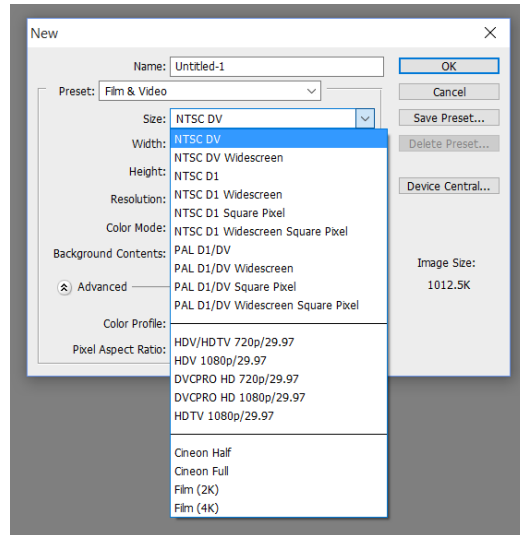 New
Name: Untitled-1
OK
Preset: Film & Video
Cancel
Size: NTSC DV
Save Preset...
Width:
Delete Preset...
Height:
Resolution:
Device Central...
Color Mode:
Background Contents:
Image Size:
1012.5K
Advanced
Color Profile:
Pixel Aspect Ratio:
NTSC DV
NTSC DV Widescreen
NTSC D1
NTSC D1 Widescreen
NTSC D1 Square Pixel
NTSC D1 Widescreen Square Pixel
PAL D1/DV
PAL D1/DV Widescreen
PAL D1/DV Square Pixel
PAL D1/DV Widescreen Square Pixel
HDV/HDTV 720p/29.97
HDV 1080p/29.97
DVCPRO HD 720p/29.97
DVCPRO HD 1080p/29.97
HDTV 1080p/29.97
Cineon Half
Cineon Full
Film (2K)
Film (4K)